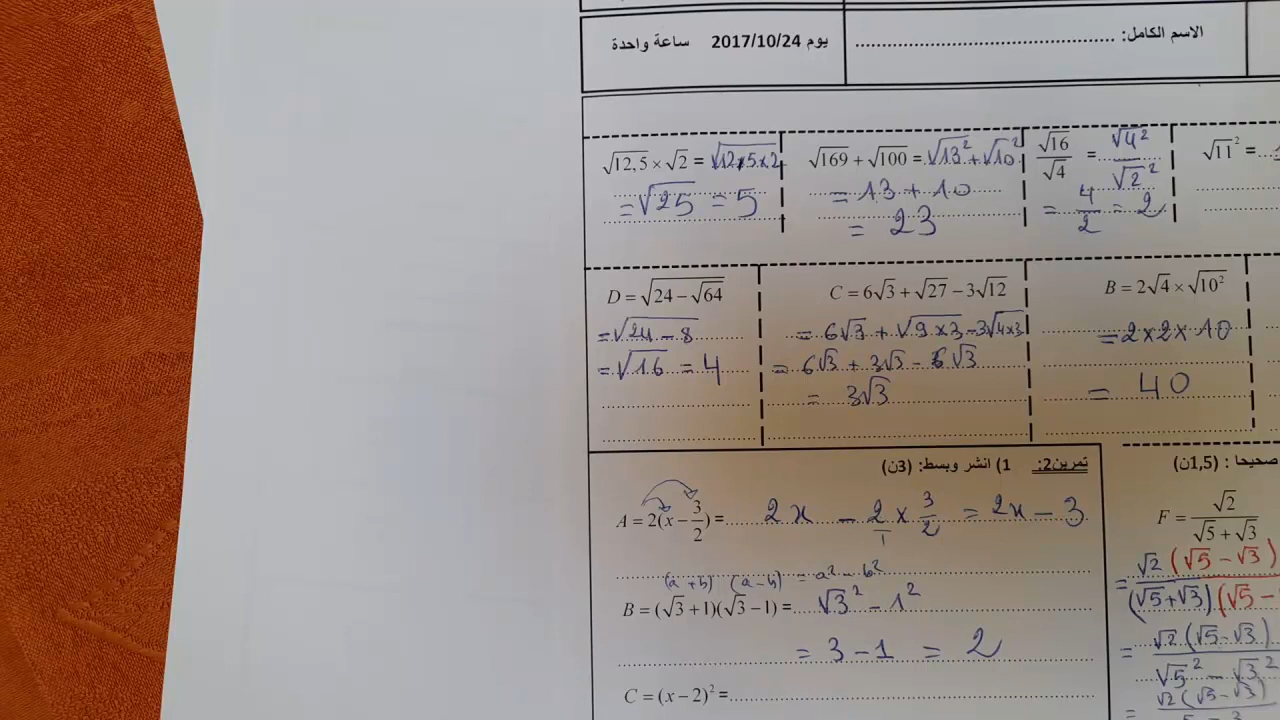 الاسم الكامل: ........................................
يوم 2017/10/24 ساعة واحدة
√11² = ...
√16/√4 = √4²/√2²
= 4/2 = 2
√169 + √100 = √13² + √10²
= 13 + 10
= 23
√12,5 × √2 = √12,5×2
= √25 = 5
B = 2√4 × √10²
= 2×2×10
= 40
C = 6√3 + √27 − 3√12
= 6√3 + √9×3 − 3√4×3
= 6√3 + 3√3 − 6√3
= 3√3
D = √24 − √64
= √24 − 8
= √16 = 4
صحيحا : (1,5ن)
F = √2/√5 + √3
= √2(√5 − √3)/(√5+√3)(√5 −
= √2(√5−√3)/√5² − √3²
= √2(√5−√3)
تمرين2: 1) انشر وبسط: (3ن)
A = 2(x − 3/2) = 2x − 2/1 × 3/2 = 2x − 3
(a+b) (a−b) = a² − b²
B = (√3 + 1)(√3 − 1) = √3² − 1²
= 3 − 1 = 2
C = (x − 2)² = ...........